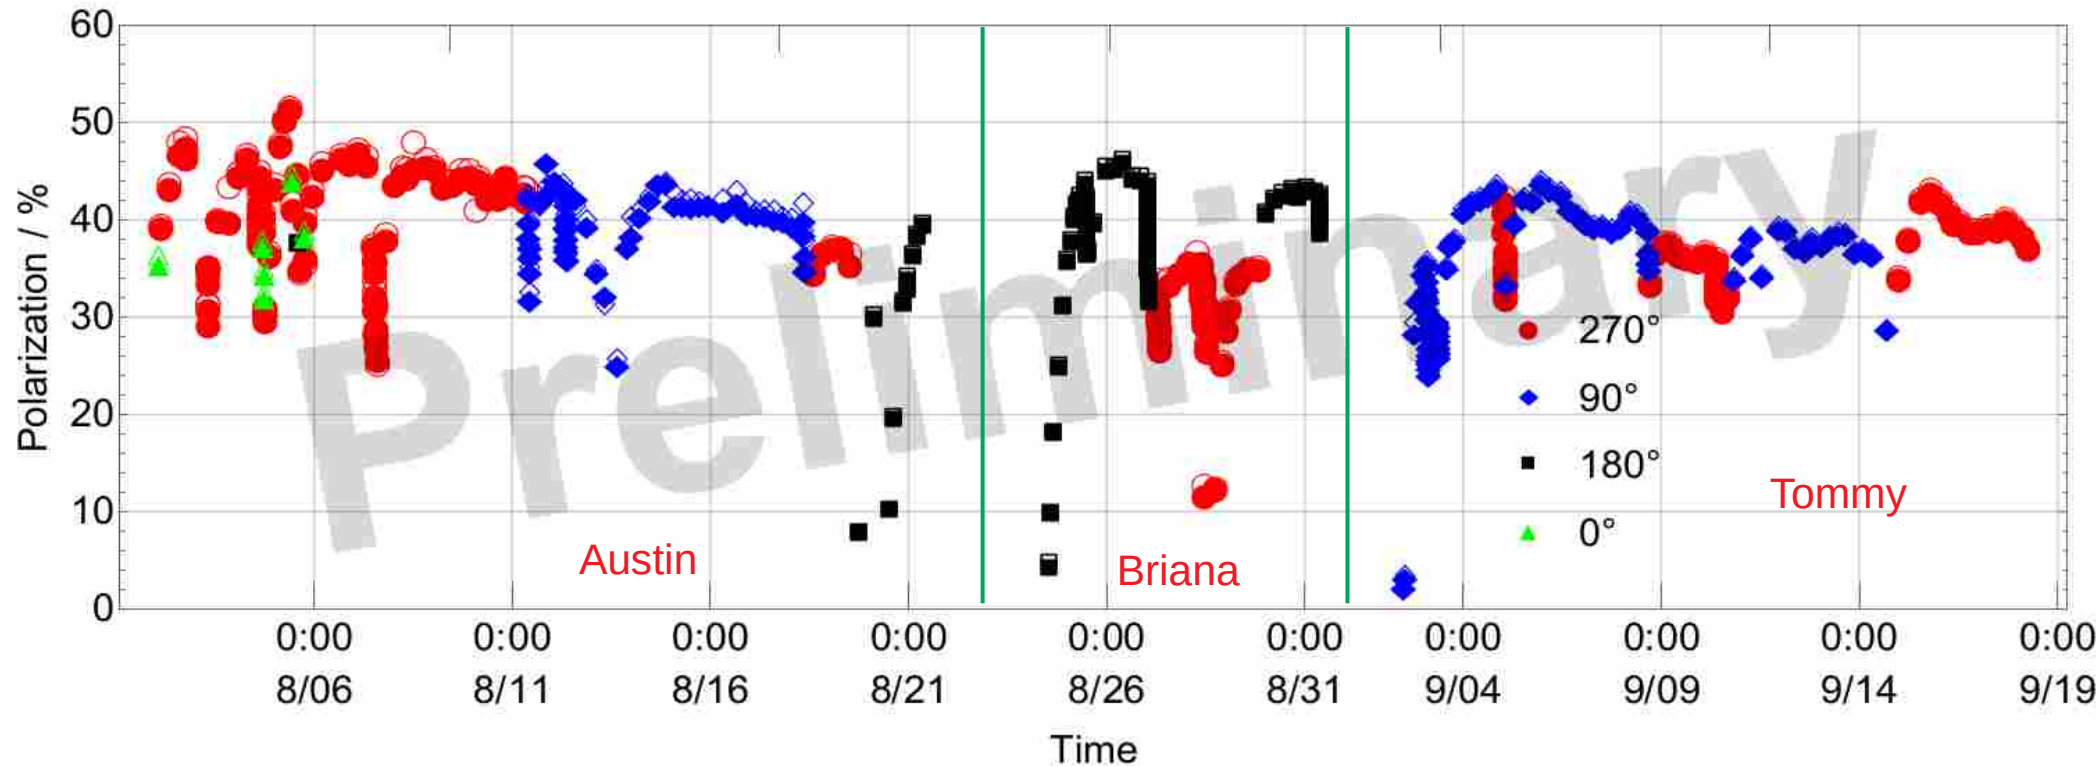 60
50
40
30
20
10
0
Polarization / %
Preliminary
270°
90°
180°
0°
Austin
Briana
Tommy
0:00 0:00 0:00 0:00 0:00 0:00 0:00 0:00 0:00 0:00
8/06 8/11 8/16 8/21 8/26 8/31 9/04 9/09 9/14 9/19
Time